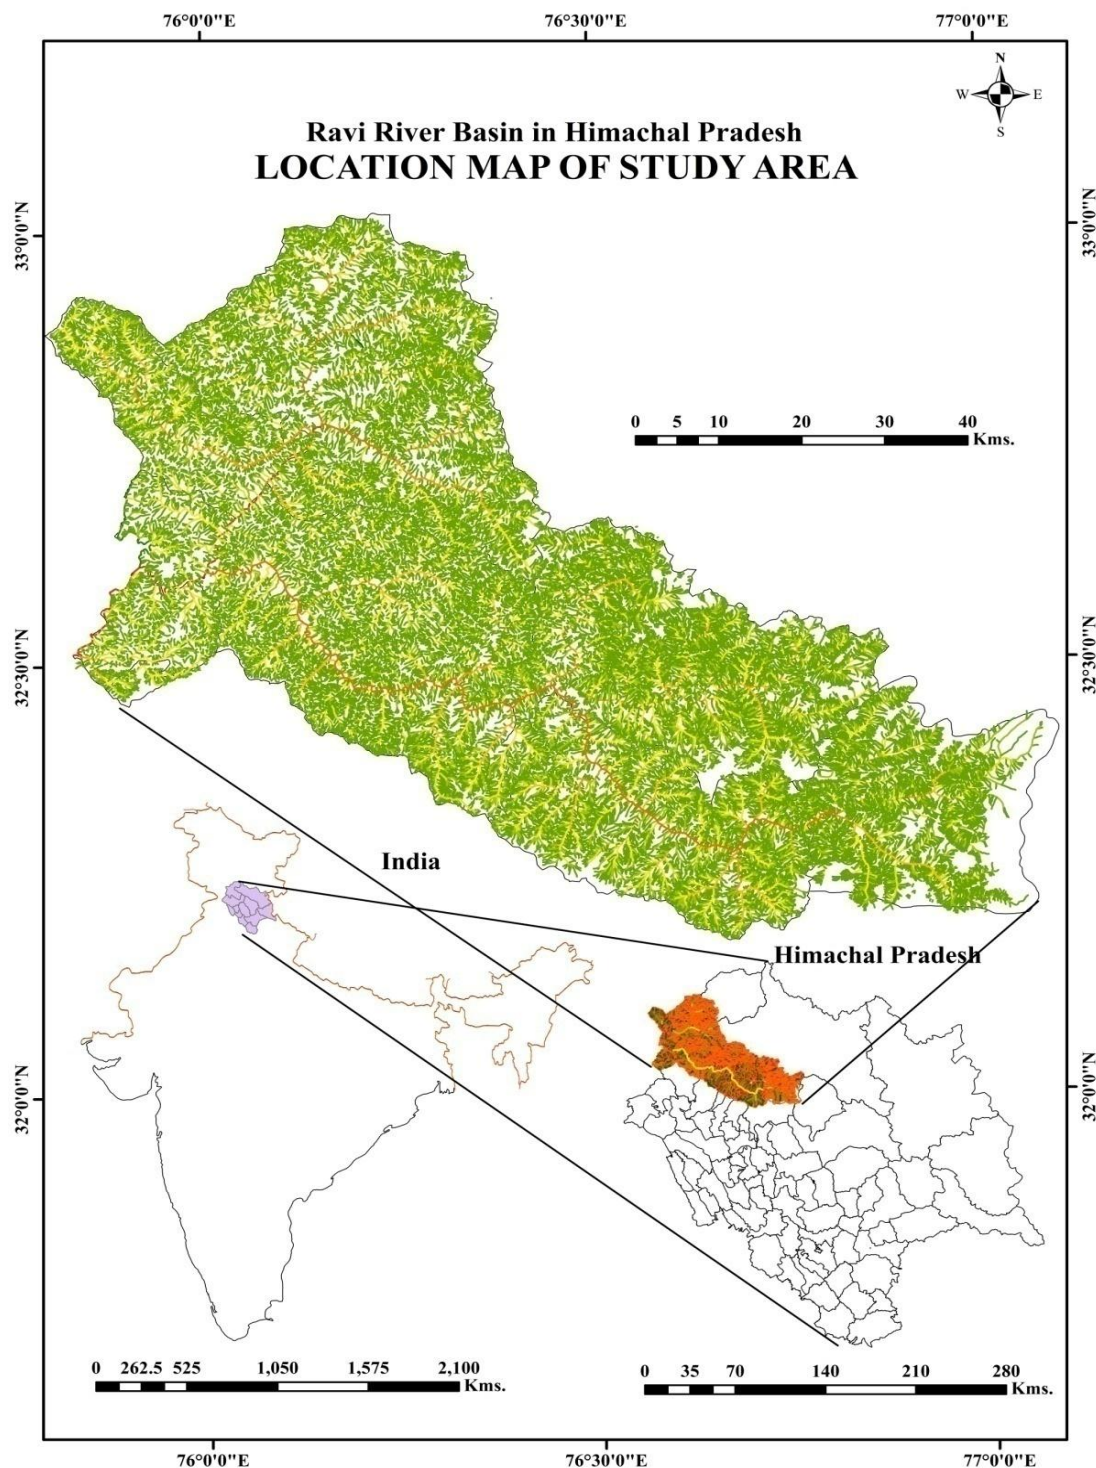 76°0'0"E 76°30'0"E 77°0'0"E
N
W E
S
Ravi River Basin in Himachal Pradesh
LOCATION MAP OF STUDY AREA
33°0'0"N 33°0'0"N
0 5 10 20 30 40
Kms.
32°30'0"N 32°30'0"N
India
Himachal Pradesh
32°0'0"N 32°0'0"N
0 262.5 525 1,050 1,575 2,100
Kms.
0 35 70 140 210 280
Kms.
76°0'0"E 76°30'0"E 77°0'0"E